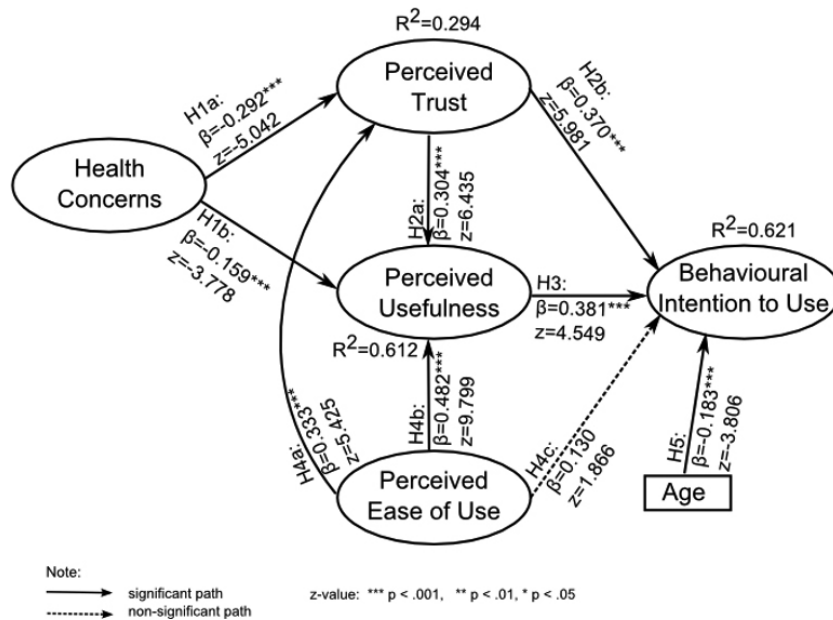 R²=0.294
Perceived
Trust
H1a:
β=-0.292***
z=-5.042
H2b:
β=0.370***
z=5.981
Health
Concerns
H1b:
β=-0.159***
z=-3.778
H2a:
β=0.304***
z=6.435
R²=0.621
Perceived
Usefulness
H3:
β=0.381***
z=4.549
Behavioural
Intention to Use
R²=0.612
H4a:
β=0.333***
z=5.425
H4b:
β=0.482***
z=9.799
H4c:
β=0.130
z=1.866
H5:
β=-0.183***
z=-3.806
Perceived
Ease of Use
Age
Note:
significant path
non-significant path
z-value: *** p < .001, ** p < .01, * p < .05